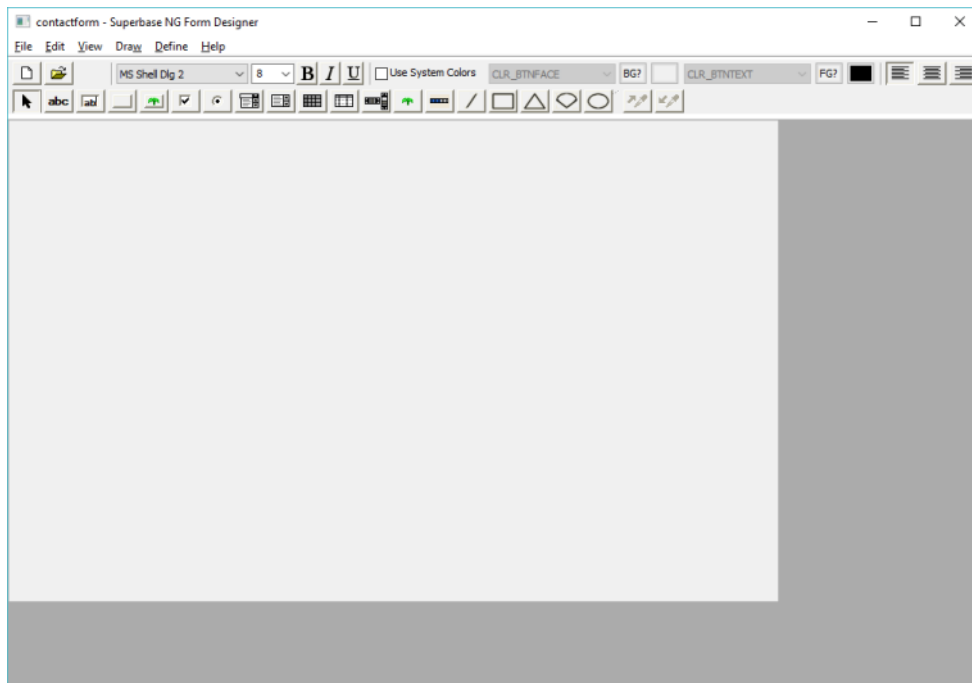 contactform - Superbase NG Form Designer
File Edit View Draw Define Help
MS Shell Dlg 2 8 B I U Use System Colors CLR_BTNFACE BG? CLR_BTNTEXT FG?
abc ab